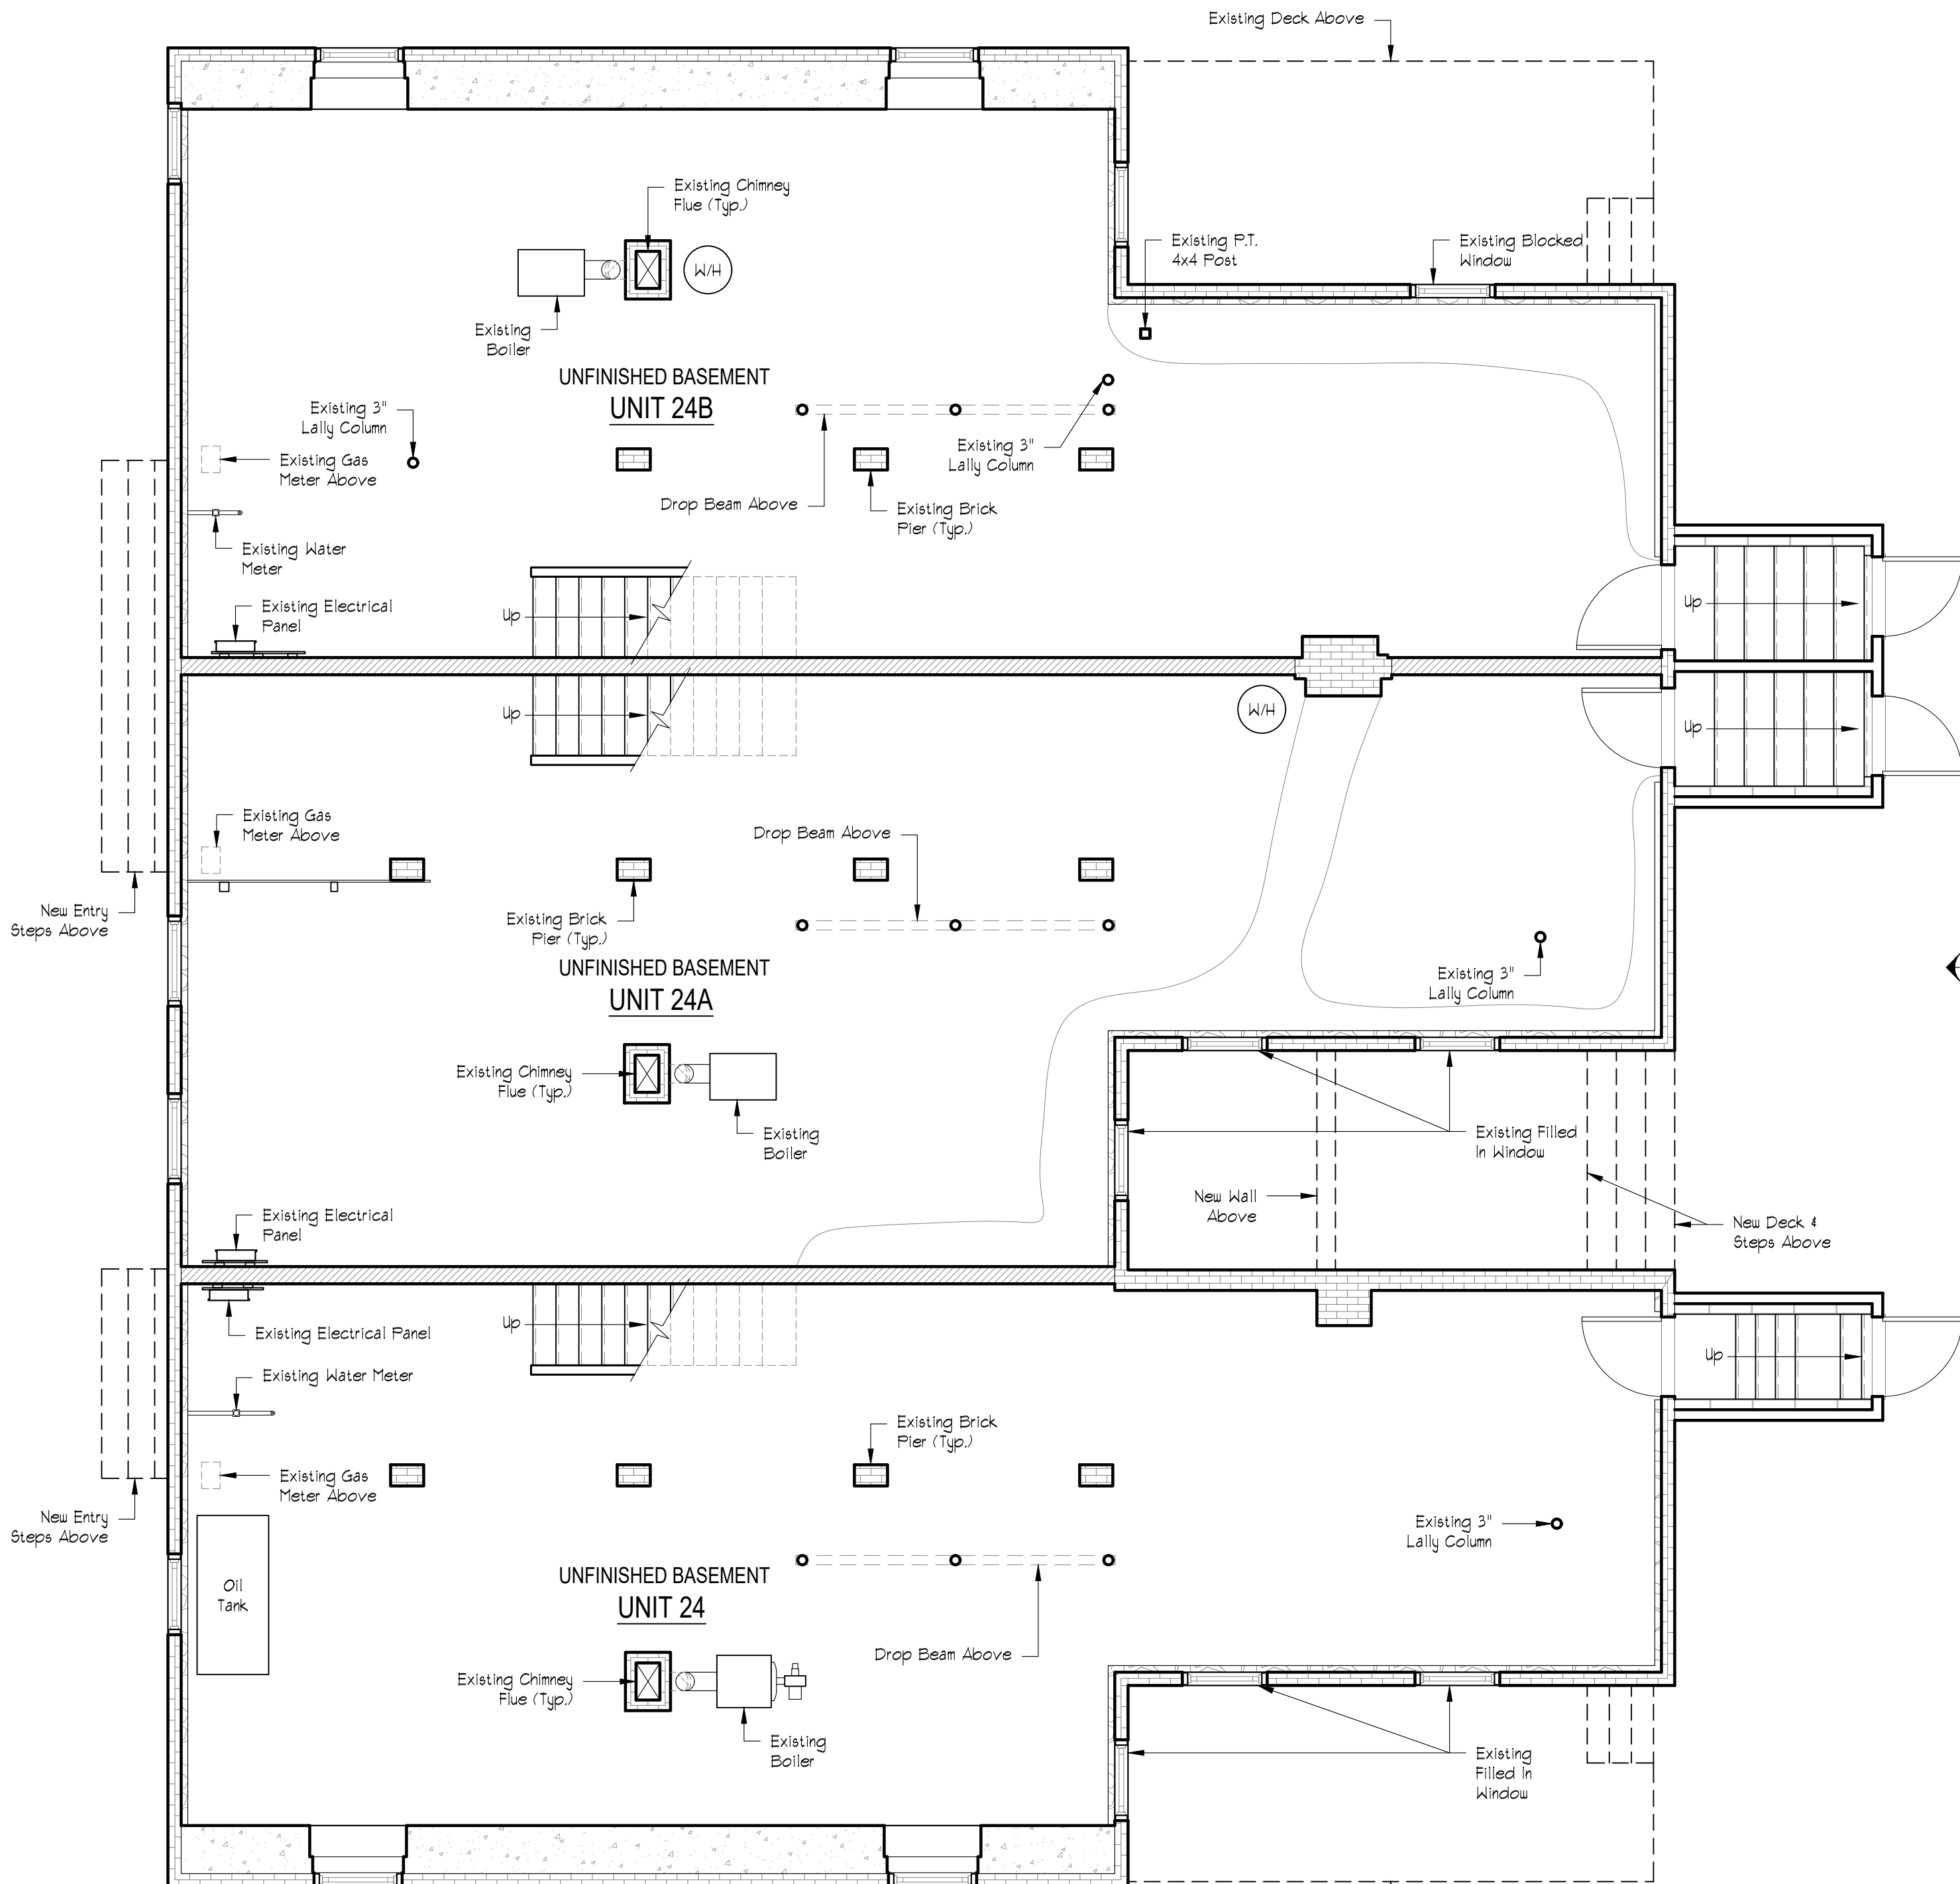 Existing Deck Above
Existing Chimney
Flue (Typ.)
W/H
Existing P.T.
4x4 Post
Existing Blocked
Window
Existing
Boiler
UNFINISHED BASEMENT
UNIT 24B
Existing 3"
Lally Column
Existing Gas
Meter Above
Existing 3"
Lally Column
Drop Beam Above
Existing Brick
Pier (Typ.)
Existing Water
Meter
Existing Electrical
Panel
Up
Up
Up
W/H
Up
Existing Gas
Meter Above
Drop Beam Above
New Entry
Steps Above
Existing Brick
Pier (Typ.)
UNFINISHED BASEMENT
UNIT 24A
Existing 3"
Lally Column
Existing Chimney
Flue (Typ.)
Existing
Boiler
Existing Filled
In Window
New Wall
Above
New Deck &
Steps Above
Existing Electrical
Panel
Existing Electrical Panel
Up
Up
Existing Water Meter
Existing Brick
Pier (Typ.)
Existing Gas
Meter Above
New Entry
Steps Above
Existing 3"
Lally Column
Oil
Tank
UNFINISHED BASEMENT
UNIT 24
Drop Beam Above
Existing Chimney
Flue (Typ.)
Existing
Boiler
Existing
Filled In
Window